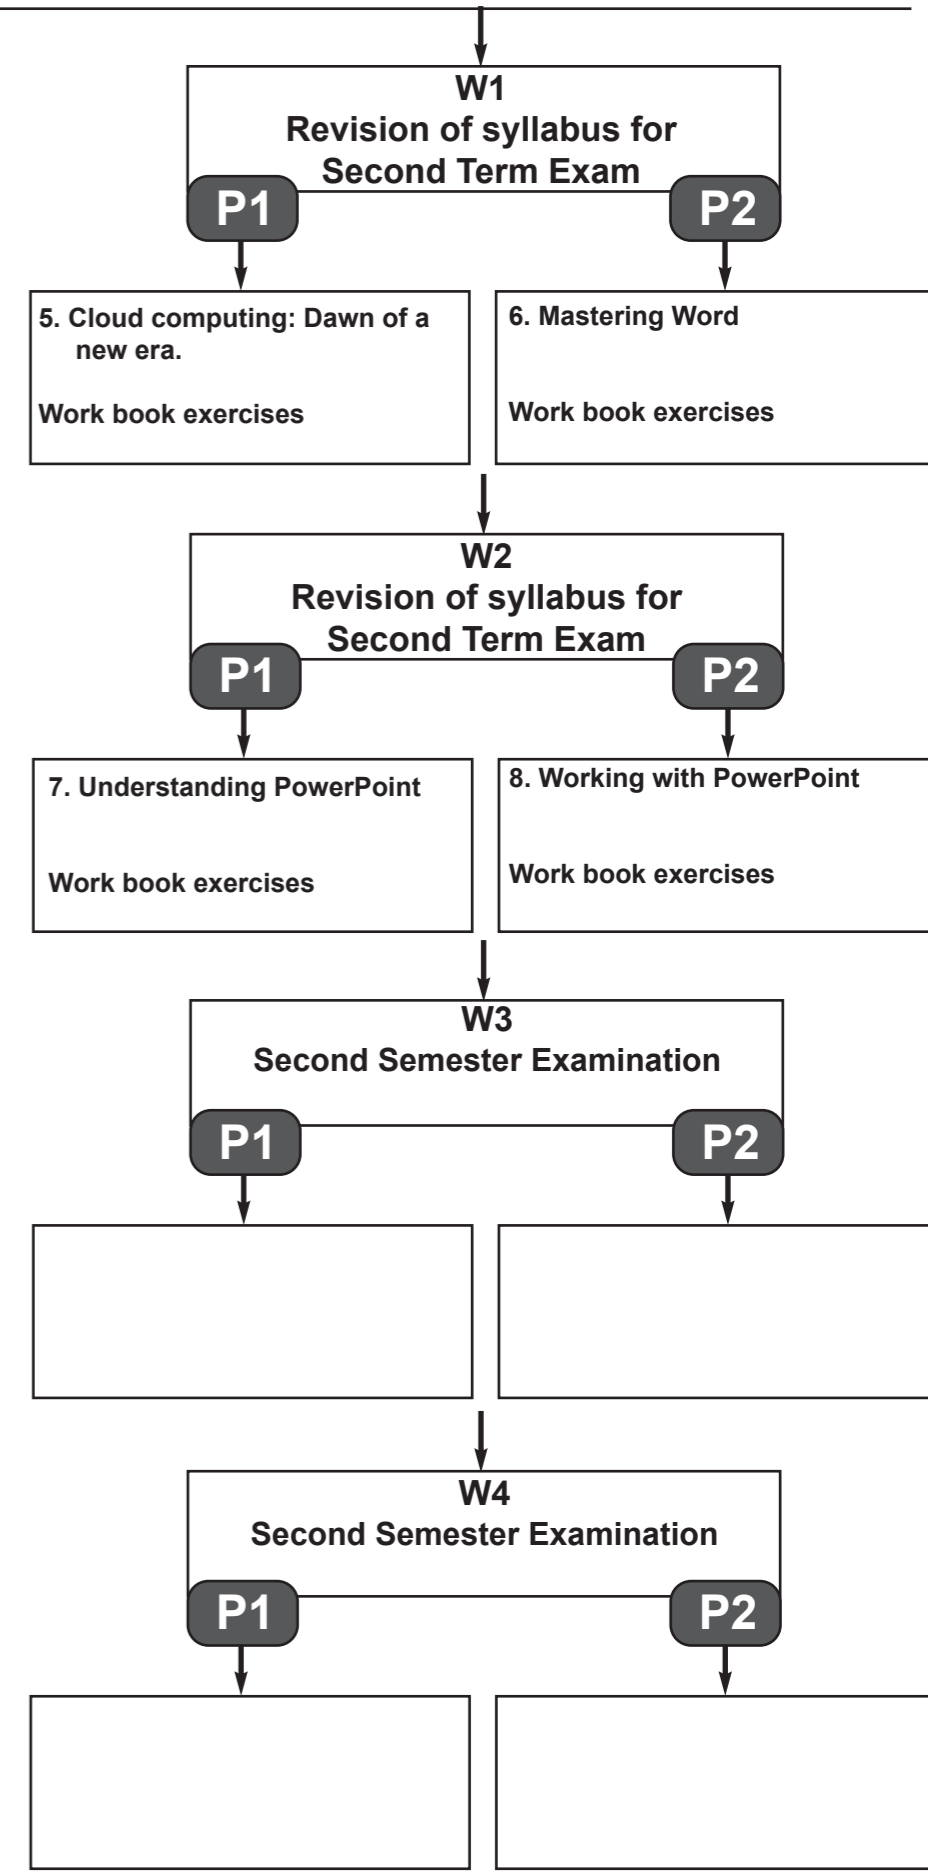 W1
Revision of syllabus for
Second Term Exam
P1
P2
5. Cloud computing: Dawn of a
new era.
Work book exercises
6. Mastering Word
Work book exercises
W2
Revision of syllabus for
Second Term Exam
P1
P2
7. Understanding PowerPoint
Work book exercises
8. Working with PowerPoint
Work book exercises
W3
Second Semester Examination
P1
P2
W4
Second Semester Examination
P1
P2